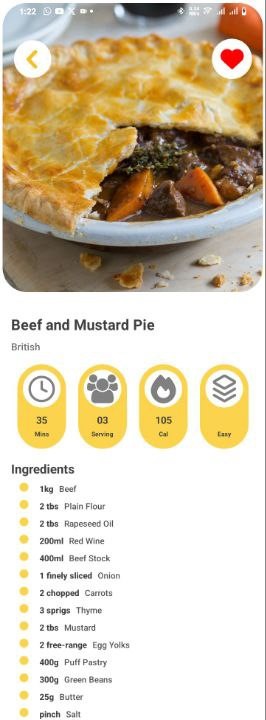 1:22
Beef and Mustard Pie
British
35 03 105
Mins Serving Cal Easy
Ingredients
1kg Beef
2 tbs Plain Flour
2 tbs Rapeseed Oil
200ml Red Wine
400ml Beef Stock
1 finely sliced Onion
2 chopped Carrots
3 sprigs Thyme
2 tbs Mustard
2 free-range Egg Yolks
400g Puff Pastry
300g Green Beans
25g Butter
pinch Salt